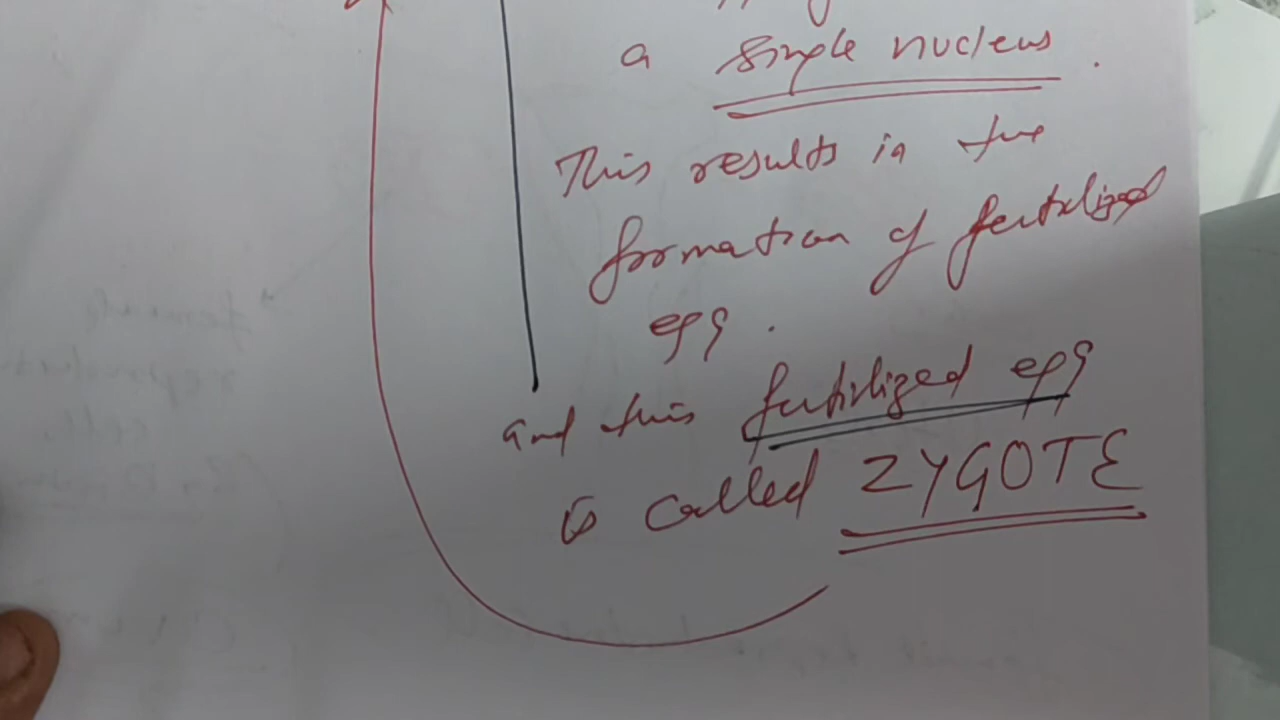 a single nucleus.
This results in the
formation of fertilized
egg.
and this fertilized egg
is called ZYGOTE